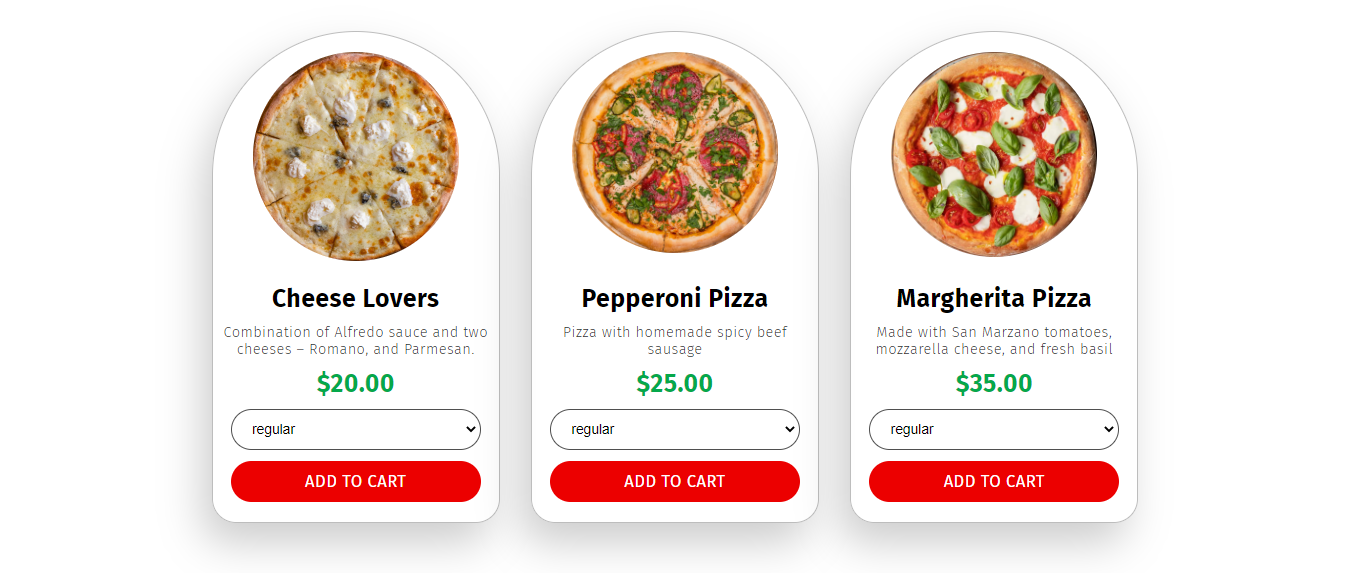 Cheese Lovers
Combination of Alfredo sauce and two
cheeses – Romano, and Parmesan.
$20.00
regular
ADD TO CART
Pepperoni Pizza
Pizza with homemade spicy beef
sausage
$25.00
regular
ADD TO CART
Margherita Pizza
Made with San Marzano tomatoes,
mozzarella cheese, and fresh basil
$35.00
regular
ADD TO CART